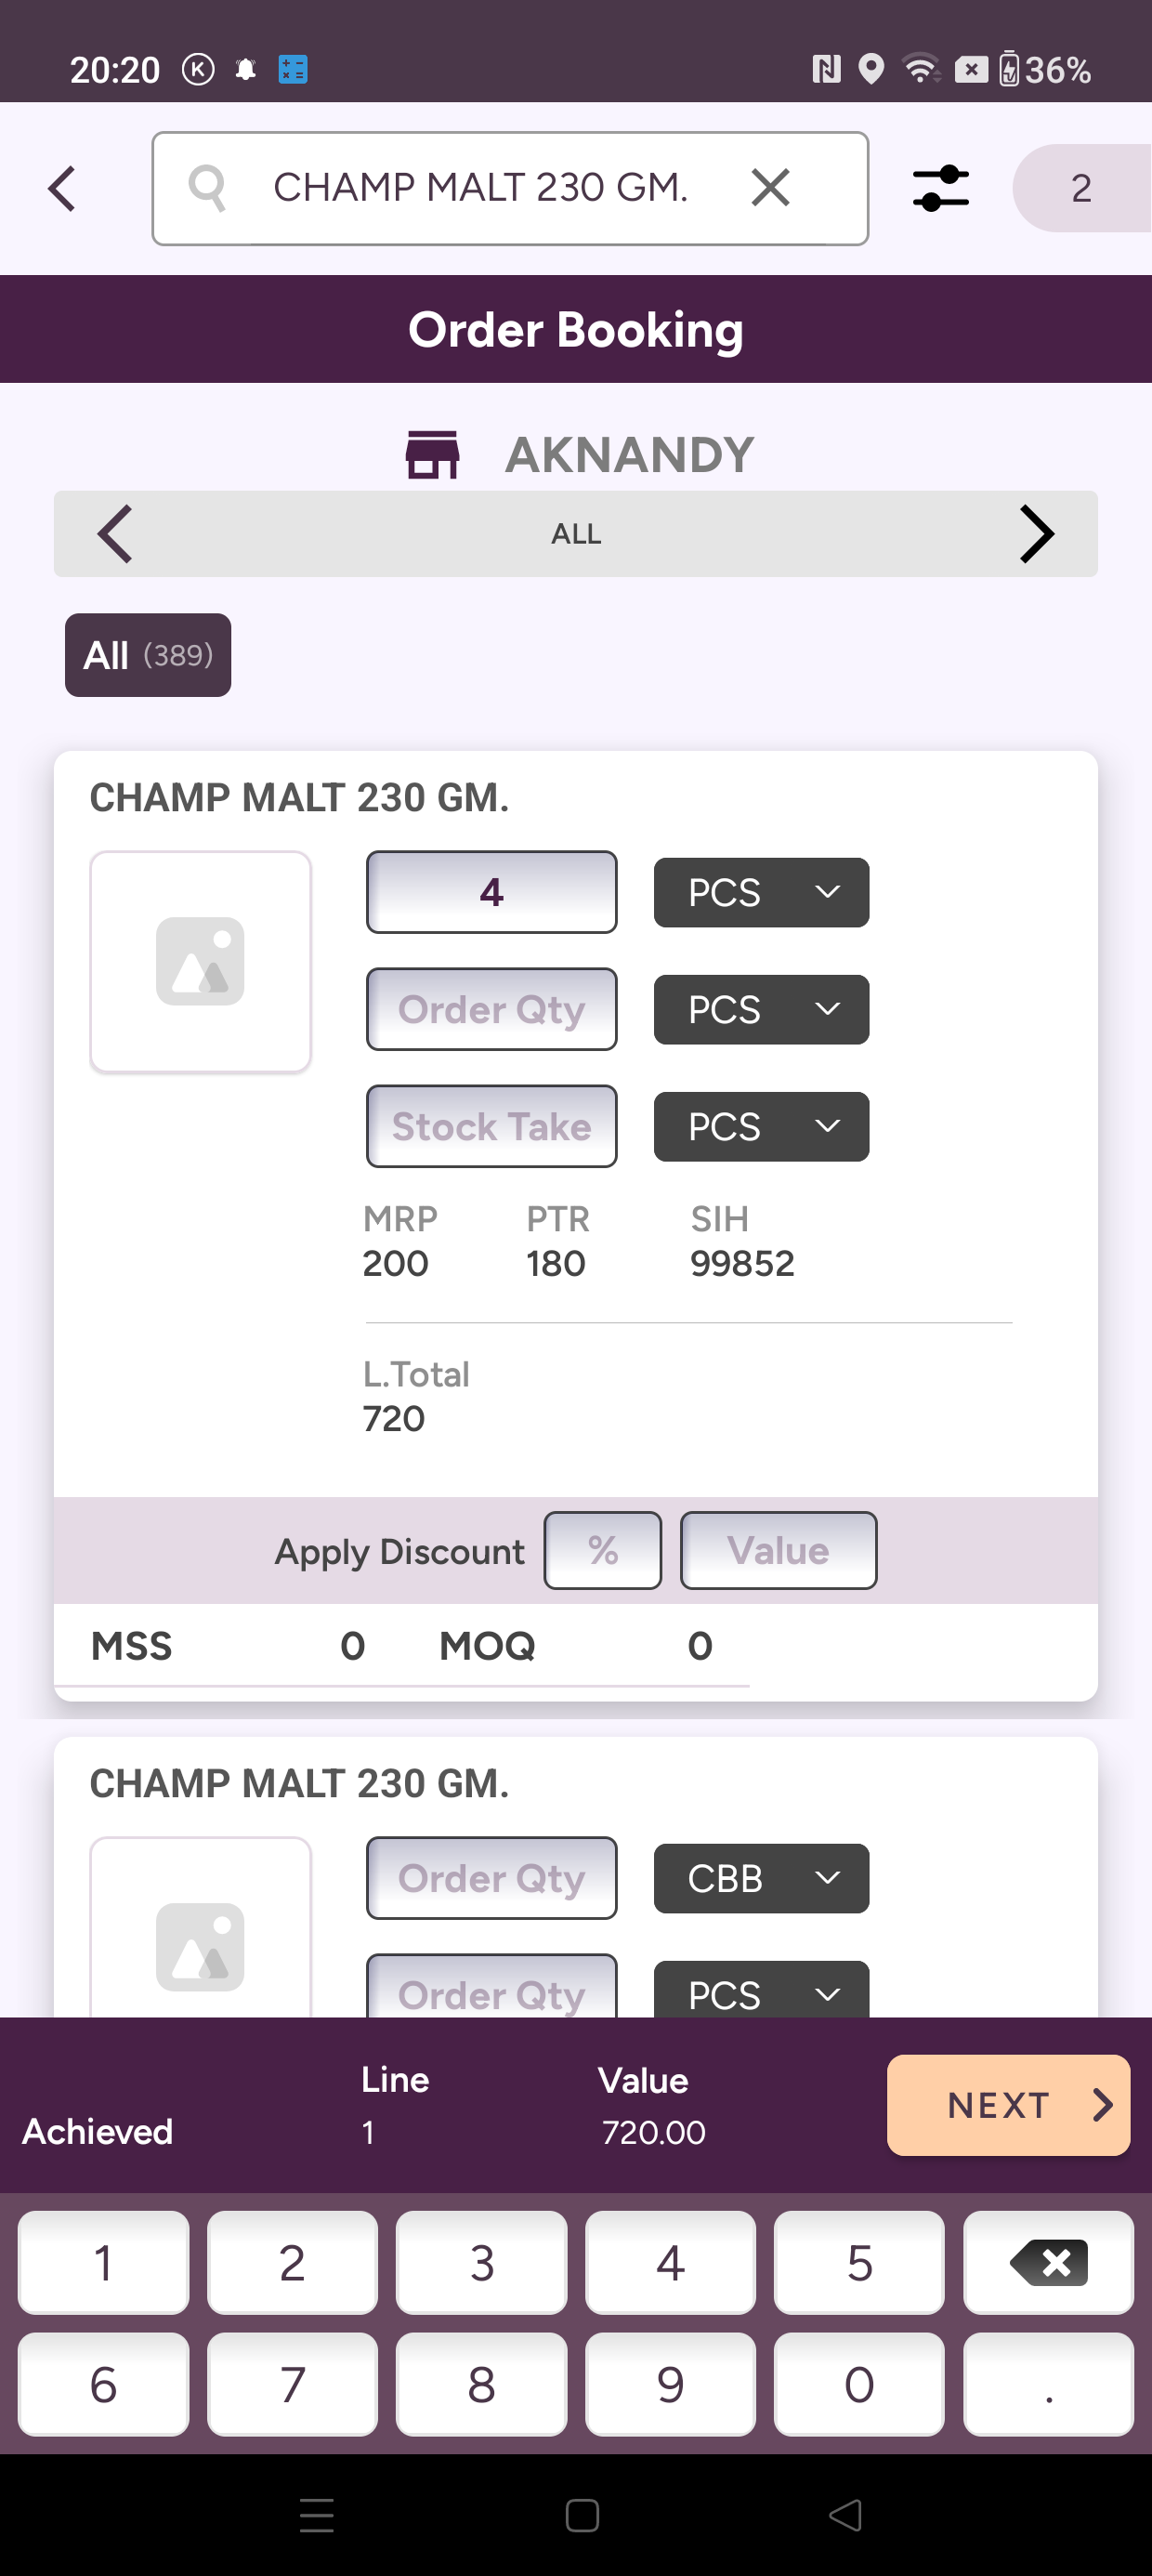 20:20 K 36%
CHAMP MALT 230 GM. 2
Order Booking
AKNANDY
ALL
All (389)
CHAMP MALT 230 GM.
4 PCS
Order Qty PCS
Stock Take PCS
MRP PTR SIH
200 180 99852
L.Total
720
Apply Discount % Value
MSS 0 MOQ 0
CHAMP MALT 230 GM.
Order Qty CBB
Order Qty PCS
Line Value
Achieved 1 720.00
NEXT
1 2 3 4 5
6 7 8 9 0 .